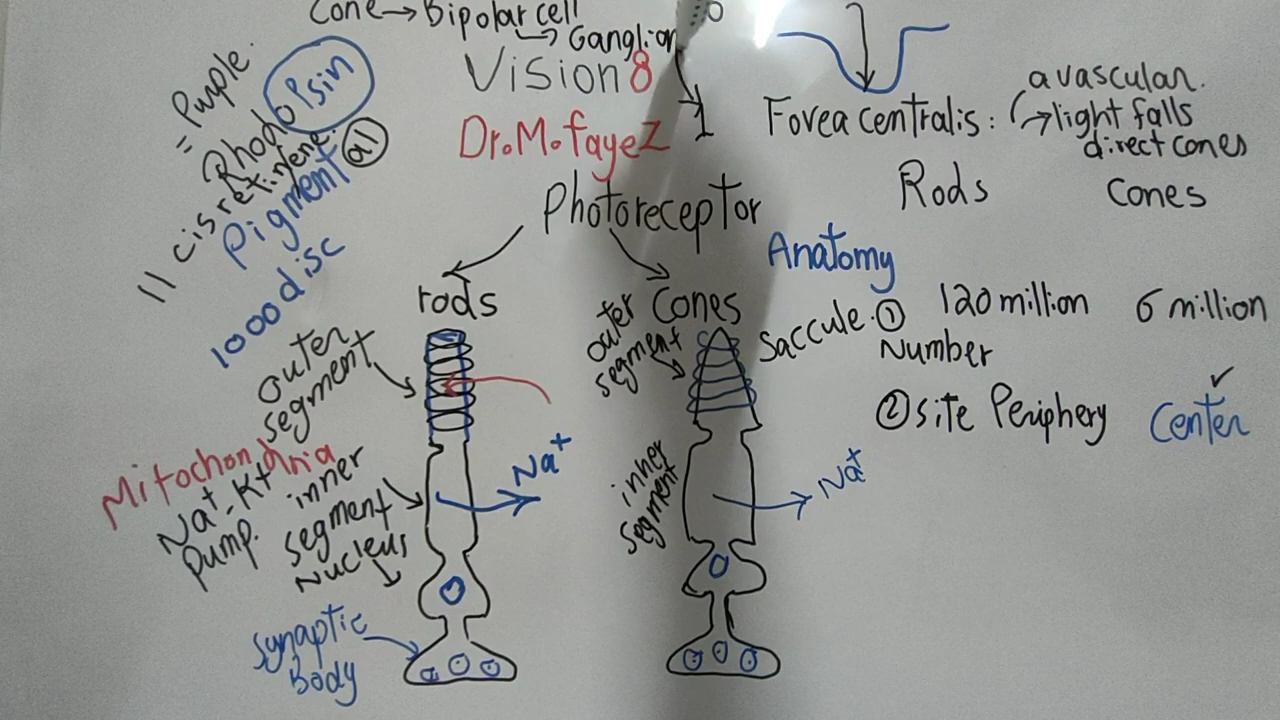 Cone → Bipolar cell
→ Ganglion
Vision 8
Dr.M.fayez
1
Fovea centralis:
avascular.
→ light falls
direct cones
Rods
Cones
= Purple.
Rhodopsin
11 cis retinene.
Pigment
a1
1000 disc
Photoreceptor
rods
Cones
Anatomy
Saccule
① 120 million 6 million
Number
② site Periphery Center
outer
segment
outer
segment
Mitochondria
Na+-K+
Pump.
inner
segment
Na+
inner
segment
Na+
Nucleus
Synaptic
Body